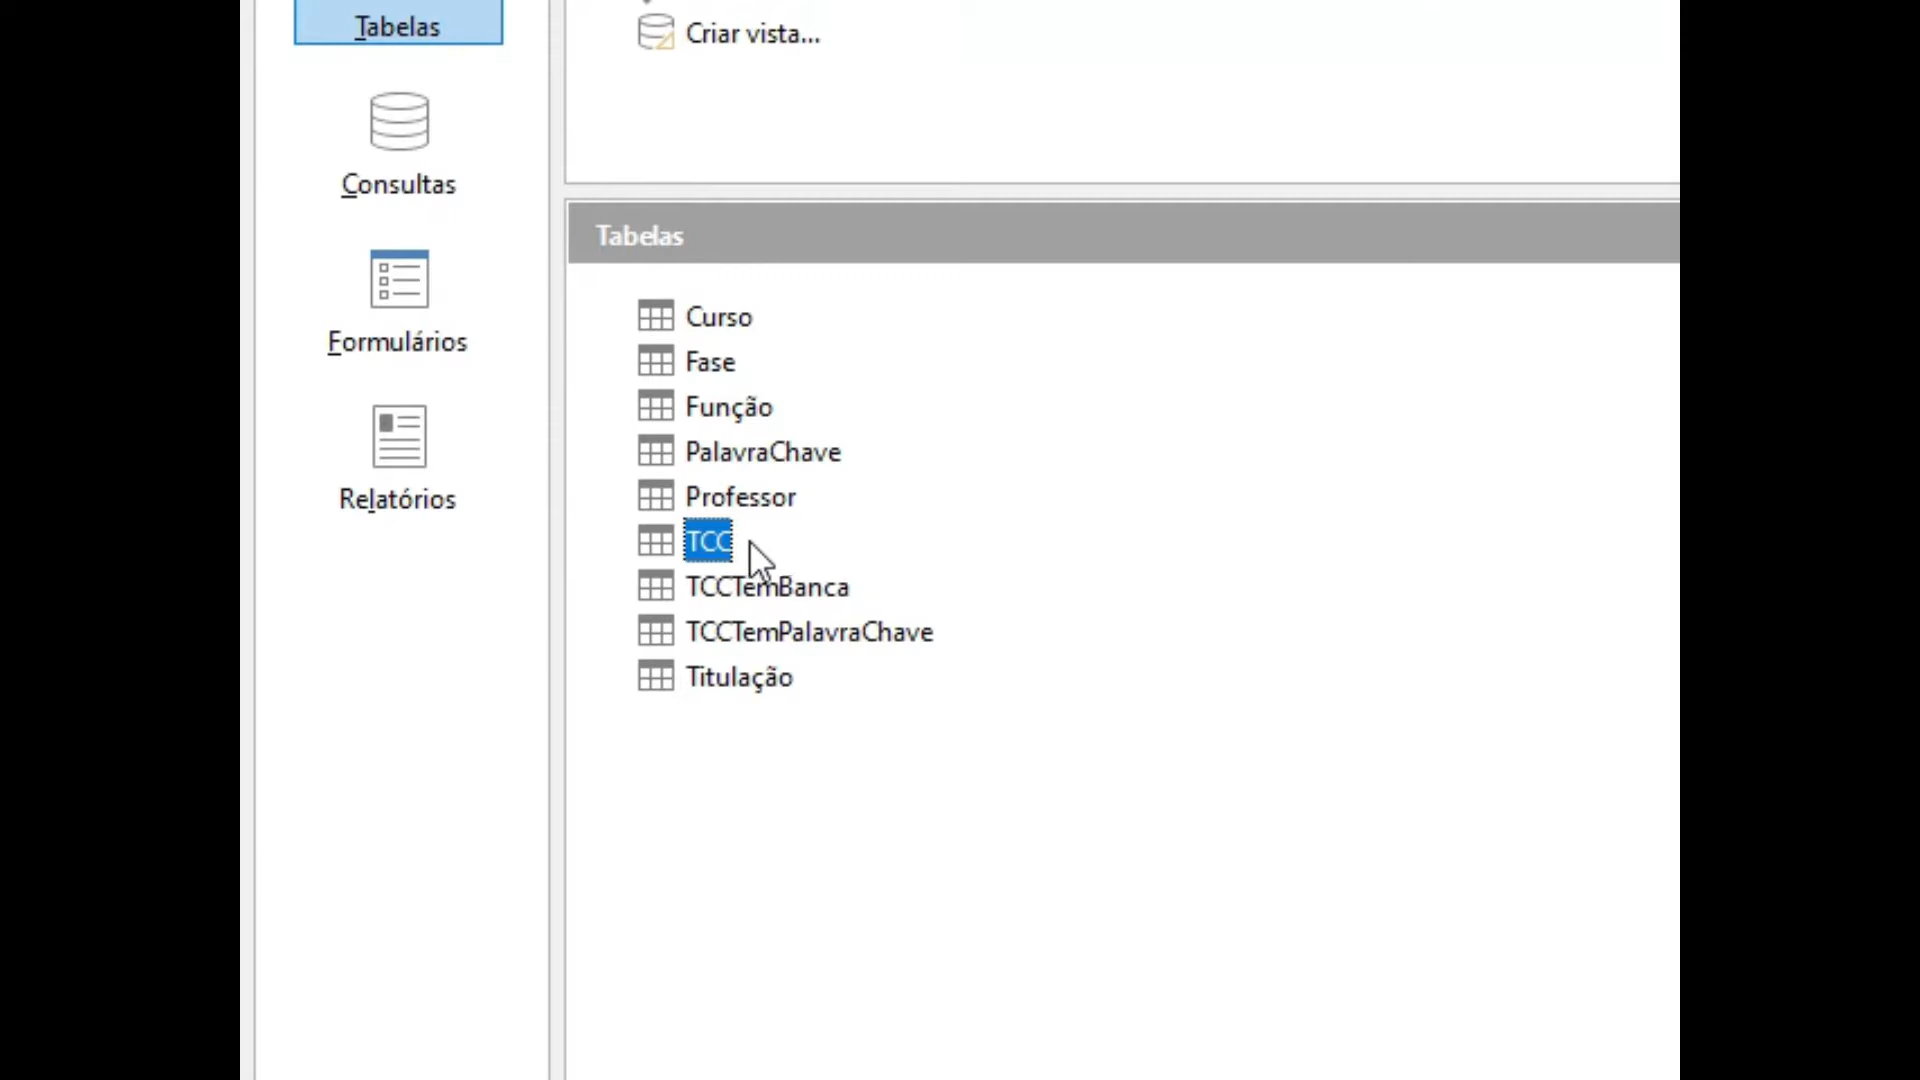 Tabelas
Consultas
Formulários
Relatórios
Criar vista...
Tabelas
Curso
Fase
Função
PalavraChave
Professor
TCC
TCCTemBanca
TCCTemPalavraChave
Titulação